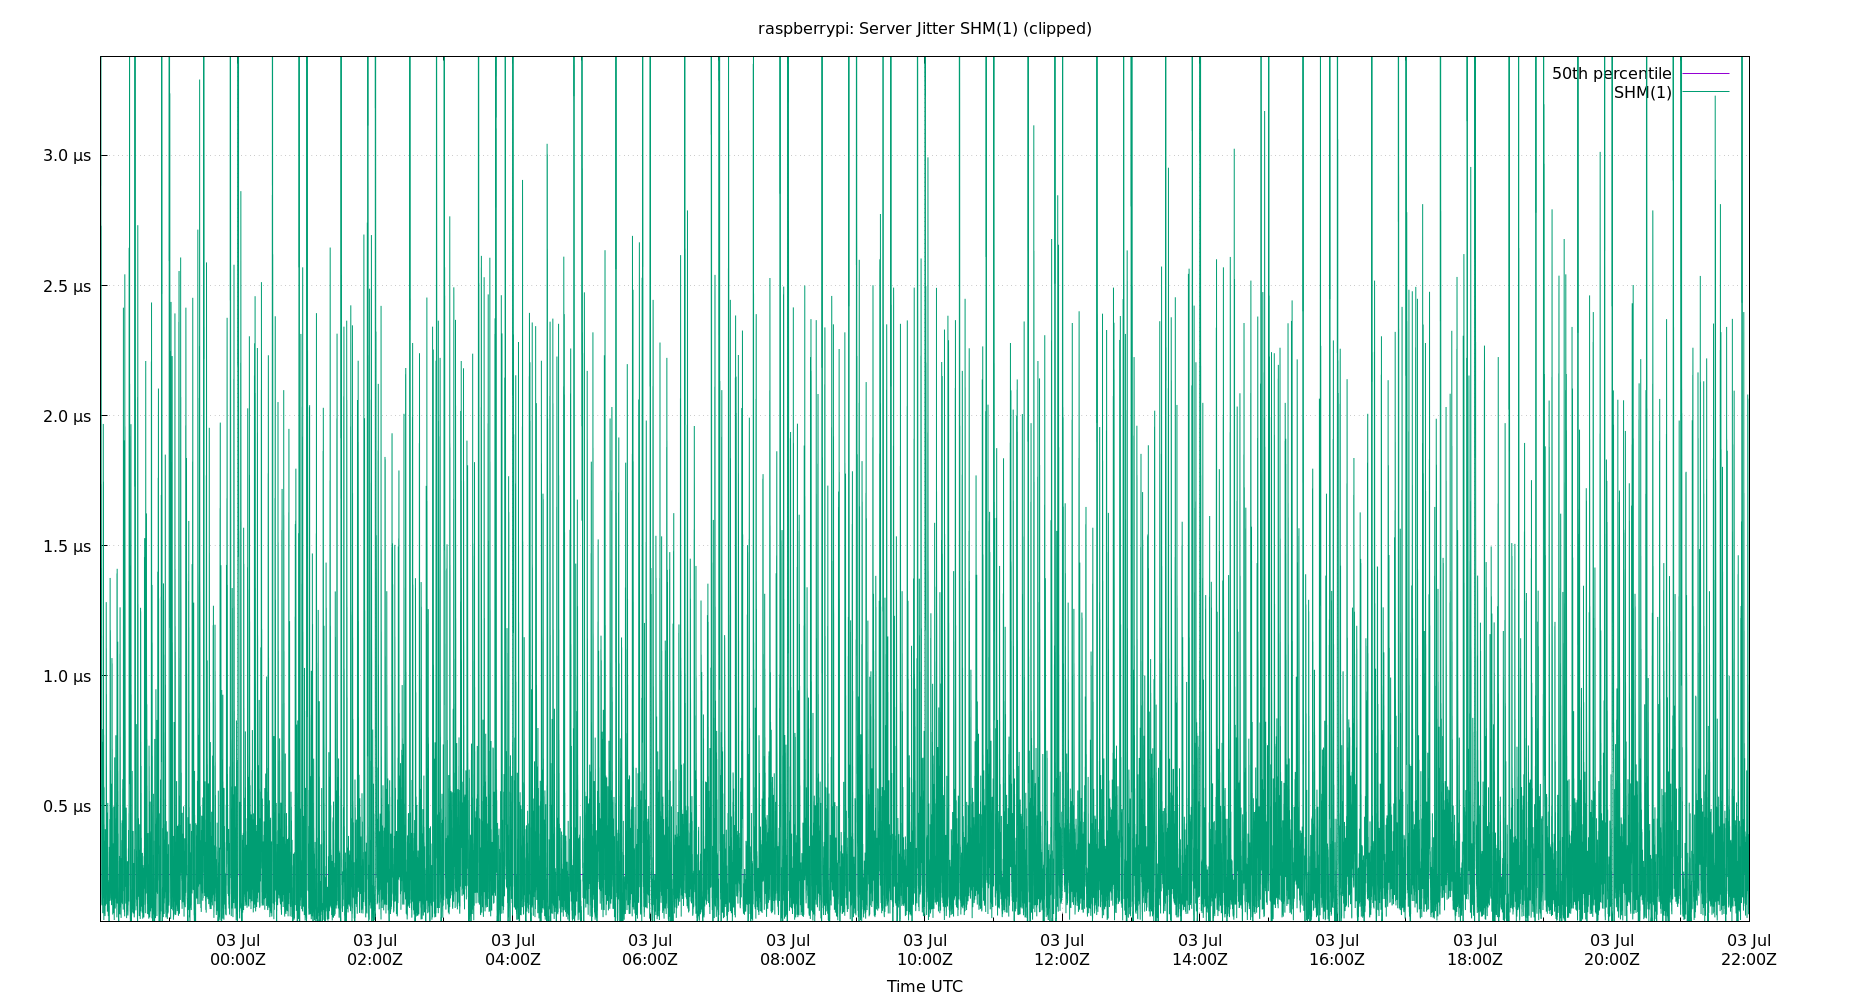 raspberrypi: Server Jitter SHM(1) (clipped)
50th percentile
SHM(1)
3.0 µs
2.5 µs
2.0 µs
1.5 µs
1.0 µs
0.5 µs
03 Jul 03 Jul 03 Jul 03 Jul 03 Jul 03 Jul 03 Jul 03 Jul 03 Jul 03 Jul 03 Jul 03 Jul
00:00Z 02:00Z 04:00Z 06:00Z 08:00Z 10:00Z 12:00Z 14:00Z 16:00Z 18:00Z 20:00Z 22:00Z
Time UTC